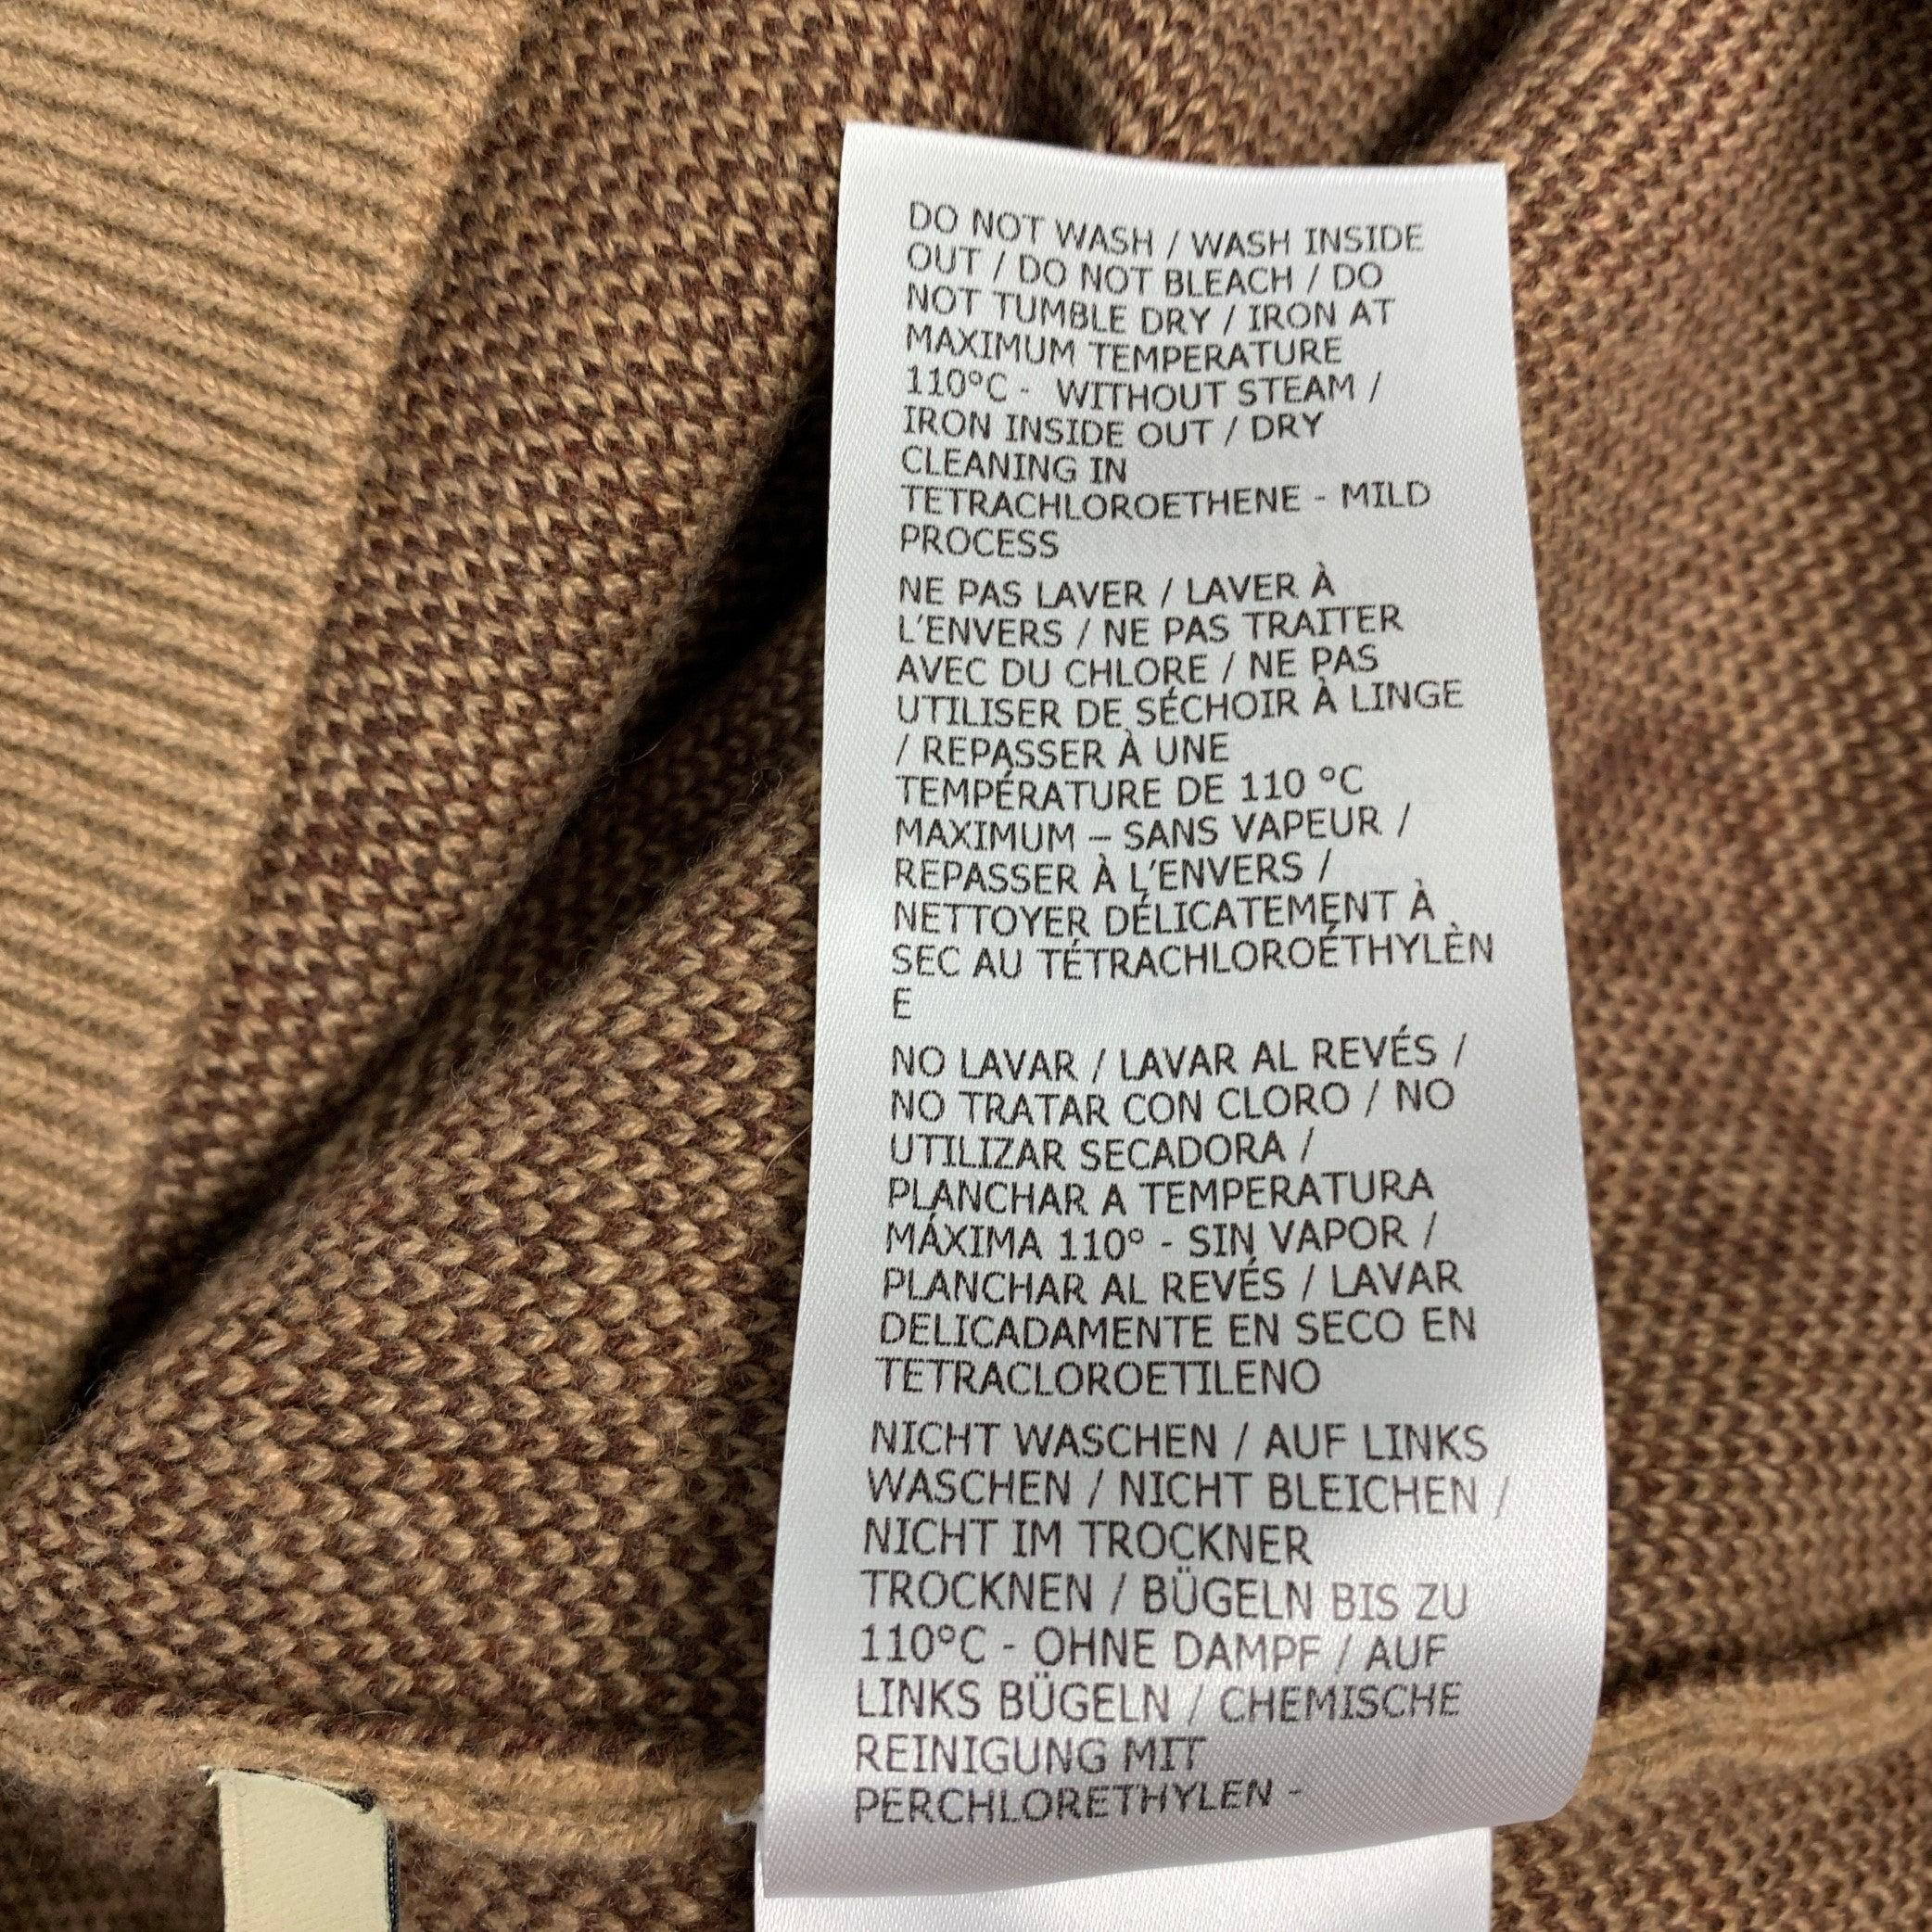 DO NOT WASH / WASH INSIDE
OUT / DO NOT BLEACH / DO
NOT TUMBLE DRY / IRON AT
MAXIMUM TEMPERATURE
110°C - WITHOUT STEAM /
IRON INSIDE OUT / DRY
CLEANING IN
TETRACHLOROETHENE - MILD
PROCESS
NE PAS LAVER / LAVER À
L'ENVERS / NE PAS TRAITER
AVEC DU CHLORE / NE PAS
UTILISER DE SÉCHOIR À LINGE
/ REPASSER À UNE
TEMPÉRATURE DE 110 °C
MAXIMUM – SANS VAPEUR /
REPASSER À L'ENVERS /
NETTOYER DÉLICATEMENT À
SEC AU TÉTRACHLOROÉTHYLÈN
E
NO LAVAR / LAVAR AL REVÉS /
NO TRATAR CON CLORO / NO
UTILIZAR SECADORA /
PLANCHAR A TEMPERATURA
MÁXIMA 110° - SIN VAPOR /
PLANCHAR AL REVÉS / LAVAR
DELICADAMENTE EN SECO EN
TETRACLOROETILENO
NICHT WASCHEN / AUF LINKS
WASCHEN / NICHT BLEICHEN /
NICHT IM TROCKNER
TROCKNEN / BÜGELN BIS ZU
110°C - OHNE DAMPF / AUF
LINKS BÜGELN / CHEMISCHE
REINIGUNG MIT
PERCHLORETHYLEN -